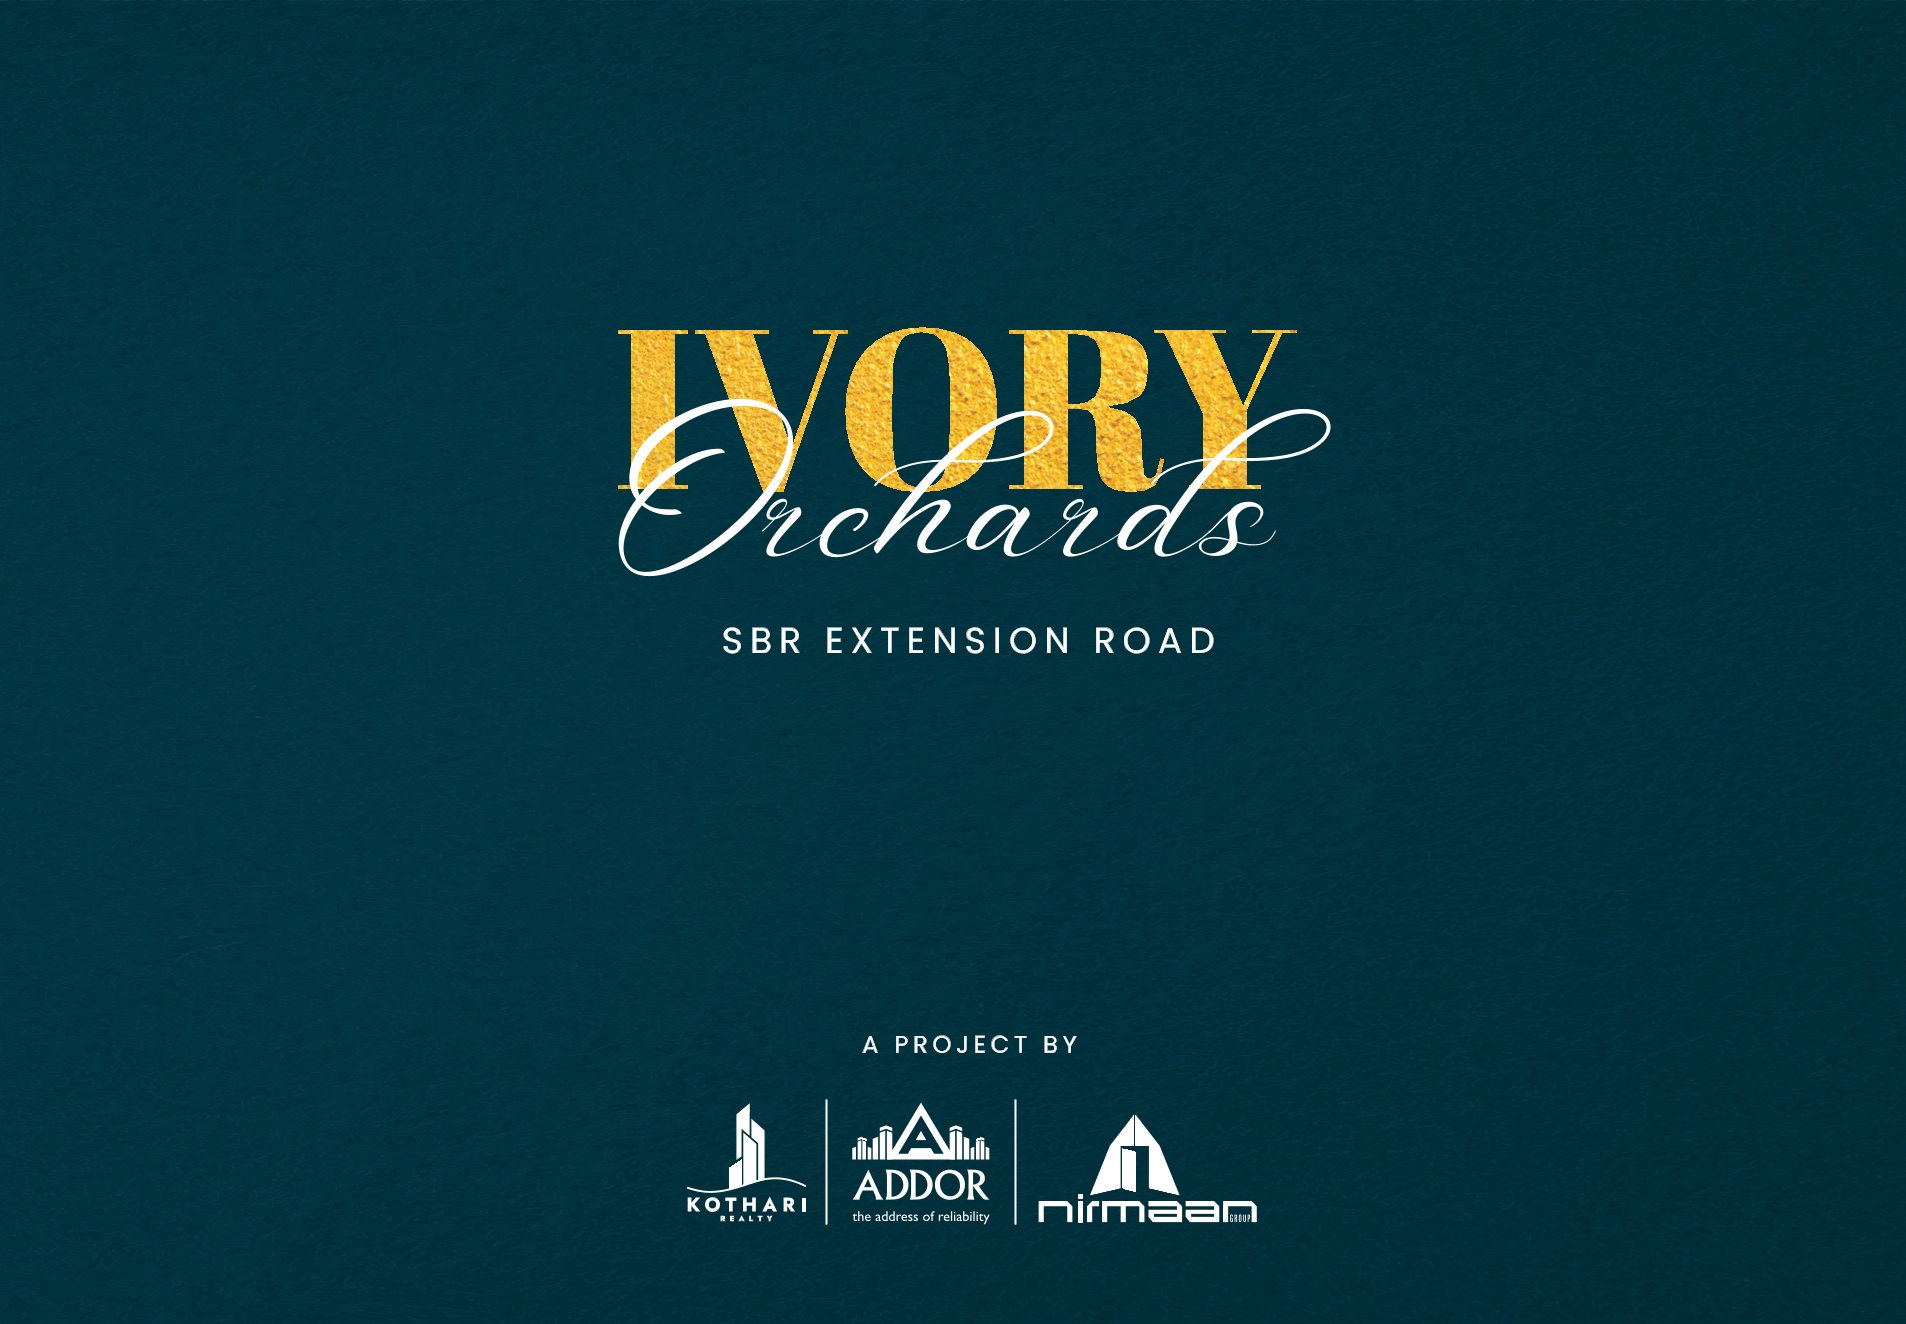 IVORY
Orchards
SBR EXTENSION ROAD
A PROJECT BY
KOTHARI
REALTY
ADDOR
the address of reliability
nirmaan
GROUP